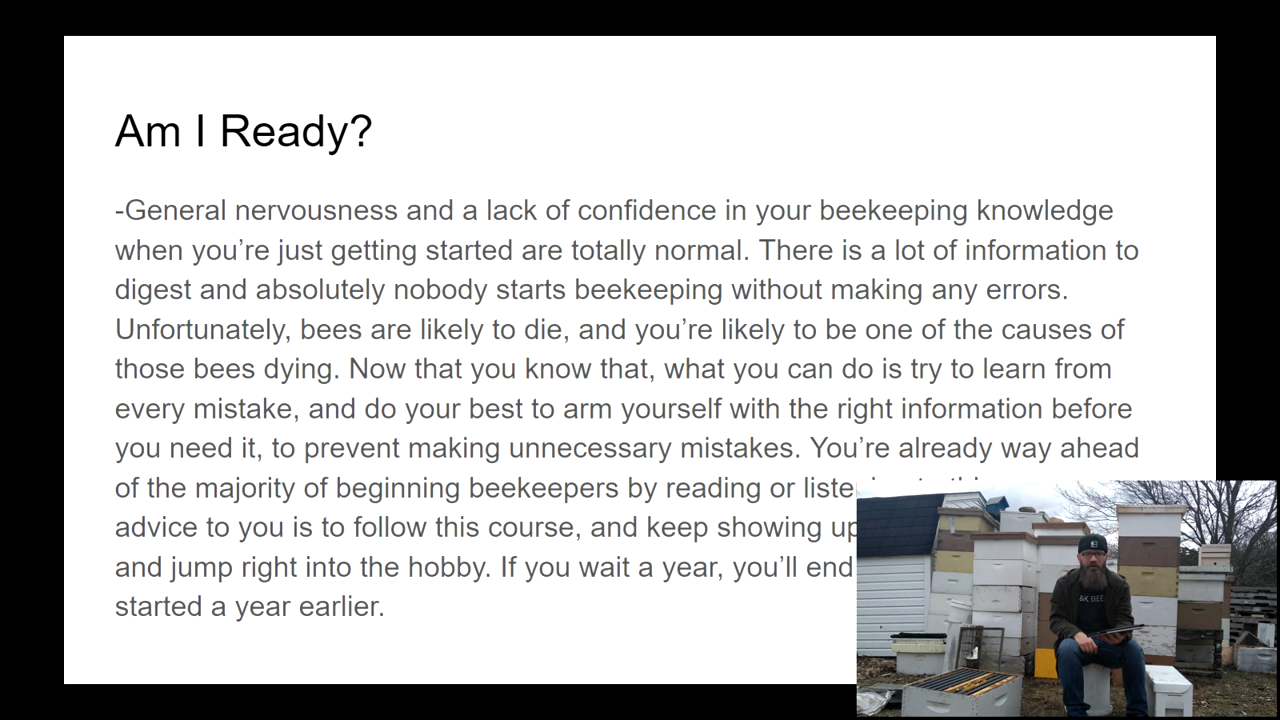 Am I Ready?
-General nervousness and a lack of confidence in your beekeeping knowledge
when you’re just getting started are totally normal. There is a lot of information to
digest and absolutely nobody starts beekeeping without making any errors.
Unfortunately, bees are likely to die, and you’re likely to be one of the causes of
those bees dying. Now that you know that, what you can do is try to learn from
every mistake, and do your best to arm yourself with the right information before
you need it, to prevent making unnecessary mistakes. You’re already way ahead
of the majority of beginning beekeepers by reading or
advice to you is to follow this course, and keep showing up
and jump right into the hobby. If you wait a year, you’ll end
started a year earlier.
&K BEE